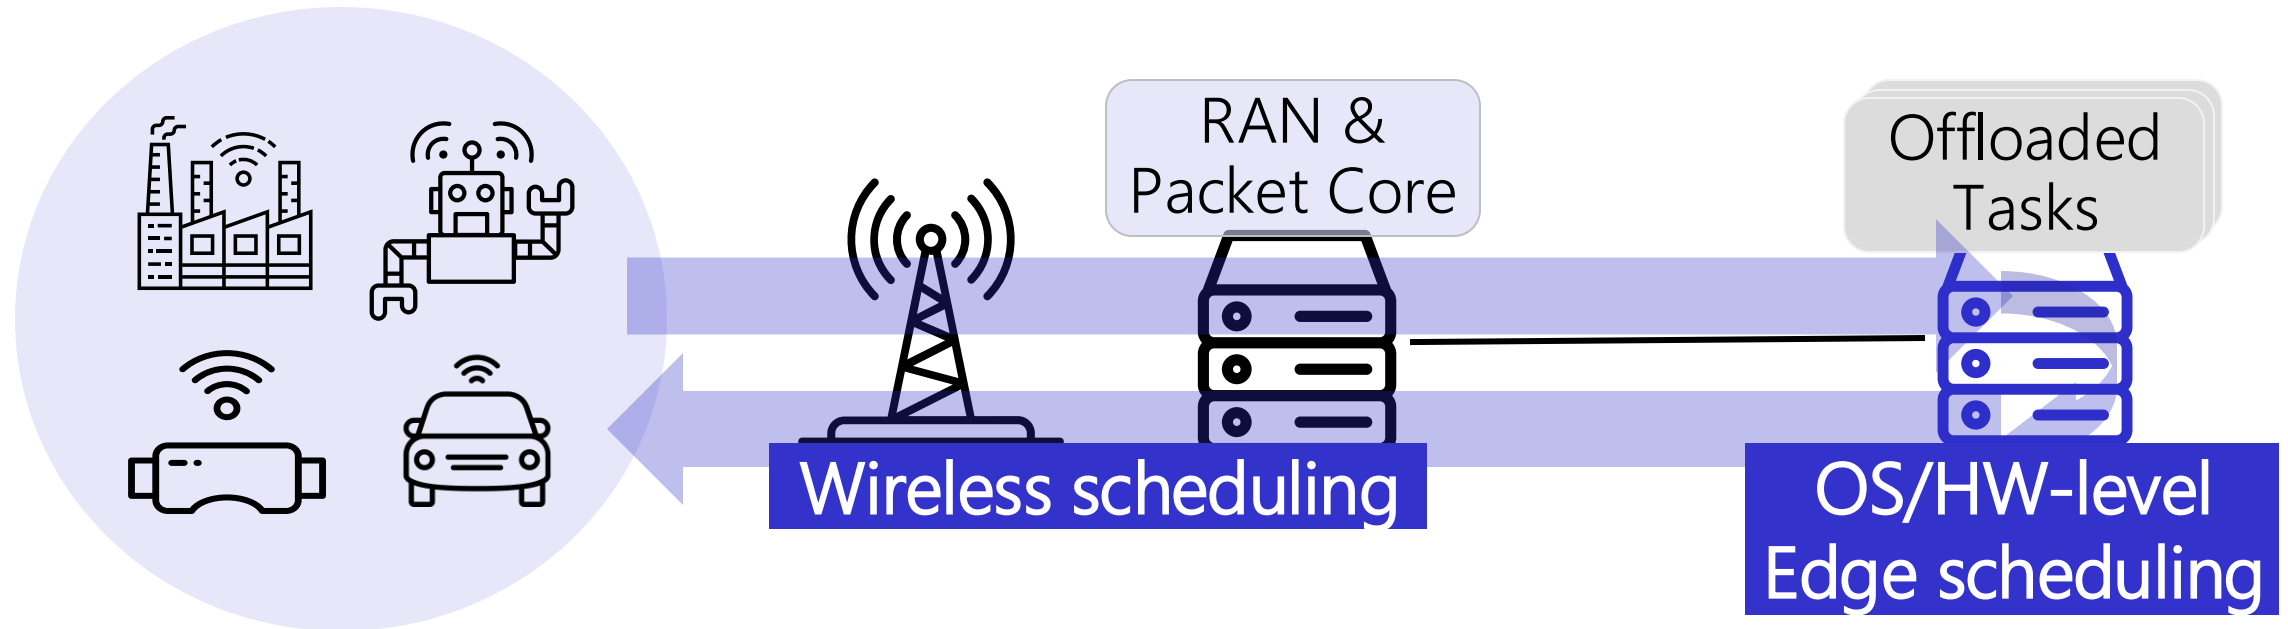 RAN &
Packet Core
Offloaded
Tasks
Wireless scheduling
OS/HW-level
Edge scheduling